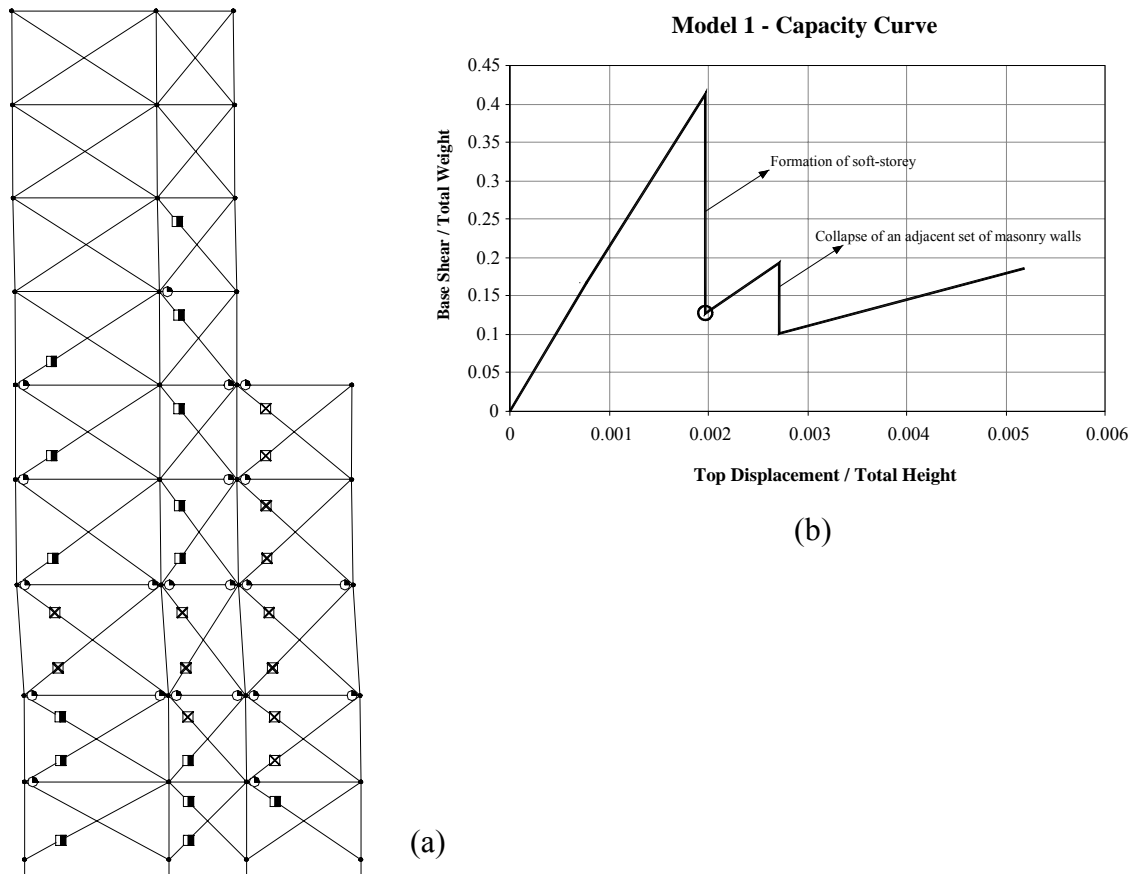 Model 1 - Capacity Curve
0.45
0.4
0.35
0.3
0.25
0.2
0.15
0.1
0.05
0
Base Shear / Total Weight
Formation of soft-storey
Collapse of an adjacent set of masonry walls
0 0.001 0.002 0.003 0.004 0.005 0.006
Top Displacement / Total Height
(b)
(a)